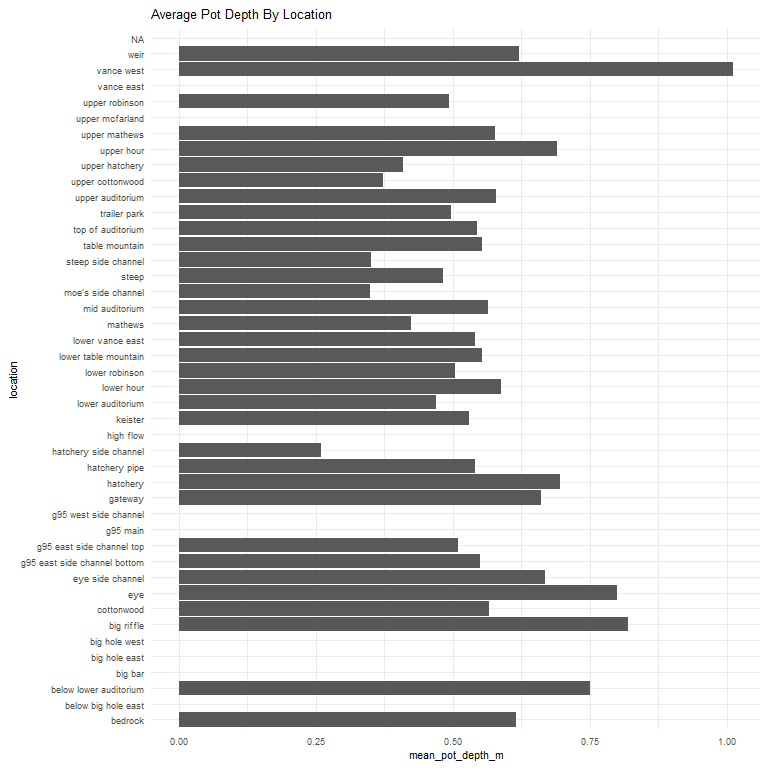 Average Pot Depth By Location
NA
weir
vance west
vance east
upper robinson
upper mcfarland
upper mathews
upper hour
upper hatchery
upper cottonwood
upper auditorium
trailer park
top of auditorium
table mountain
steep side channel
steep
moe's side channel
mid auditorium
mathews
lower vance east
lower table mountain
lower robinson
lower hour
lower auditorium
keister
high flow
hatchery side channel
hatchery pipe
hatchery
gateway
g95 west side channel
g95 main
g95 east side channel top
g95 east side channel bottom
eye side channel
eye
cottonwood
big riffle
big hole west
big hole east
big bar
below lower auditorium
below big hole east
bedrock
location
0.00 0.25 0.50 0.75 1.00
mean_pot_depth_m